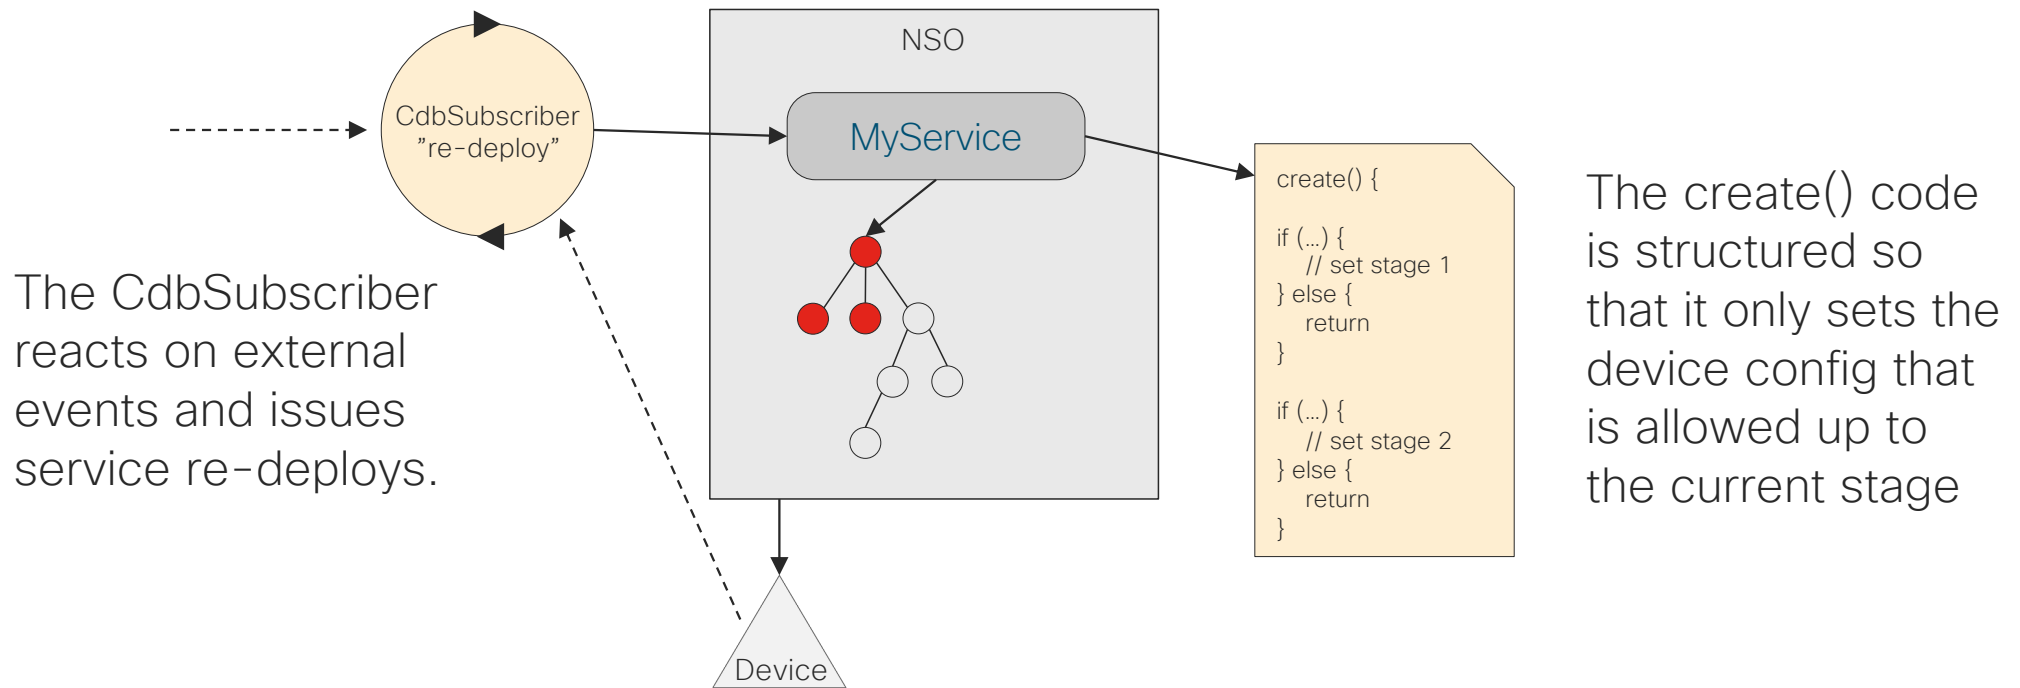 NSO
CdbSubscriber
”re-deploy”
MyService
The CdbSubscriber
reacts on external
events and issues
service re-deploys.
create() {
if (...) {
// set stage 1
} else {
return
}
if (...) {
// set stage 2
} else {
return
}
The create() code
is structured so
that it only sets the
device config that
is allowed up to
the current stage
Device